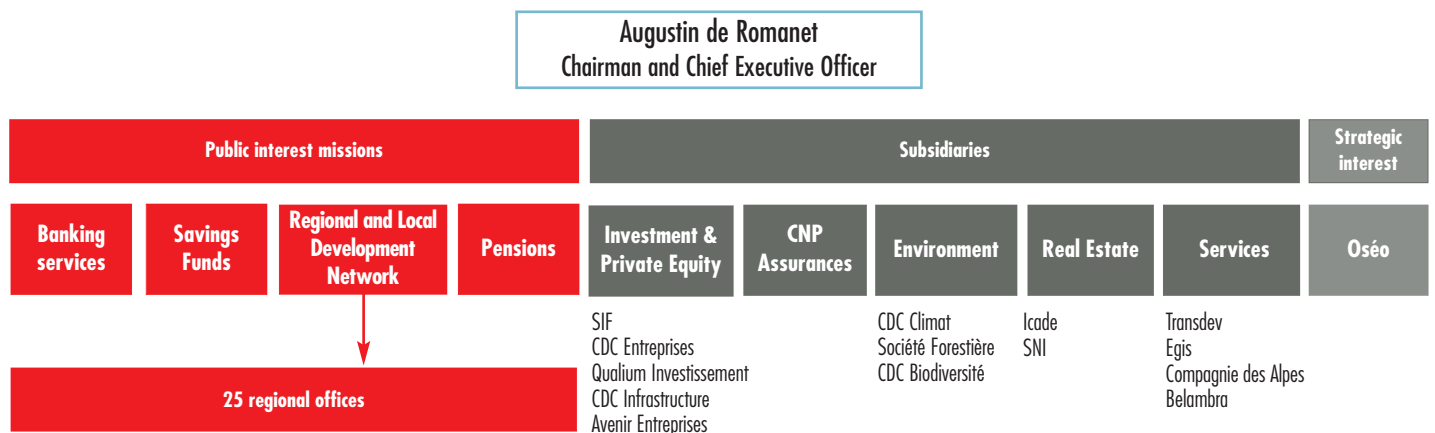 Augustin de Romanet
Chairman and Chief Executive Officer
Public interest missions
Subsidiaries
Strategic
interest
Banking
services
Savings
Funds
Regional and Local
Development
Network
Pensions
Investment &
Private Equity
CNP
Assurances
Environment
Real Estate
Services
Oséo
25 regional offices
SIF
CDC Entreprises
Qualium Investissement
CDC Infrastructure
Avenir Entreprises
CDC Climat
Société Forestière
CDC Biodiversité
Icade
SNI
Transdev
Egis
Compagnie des Alpes
Belambra